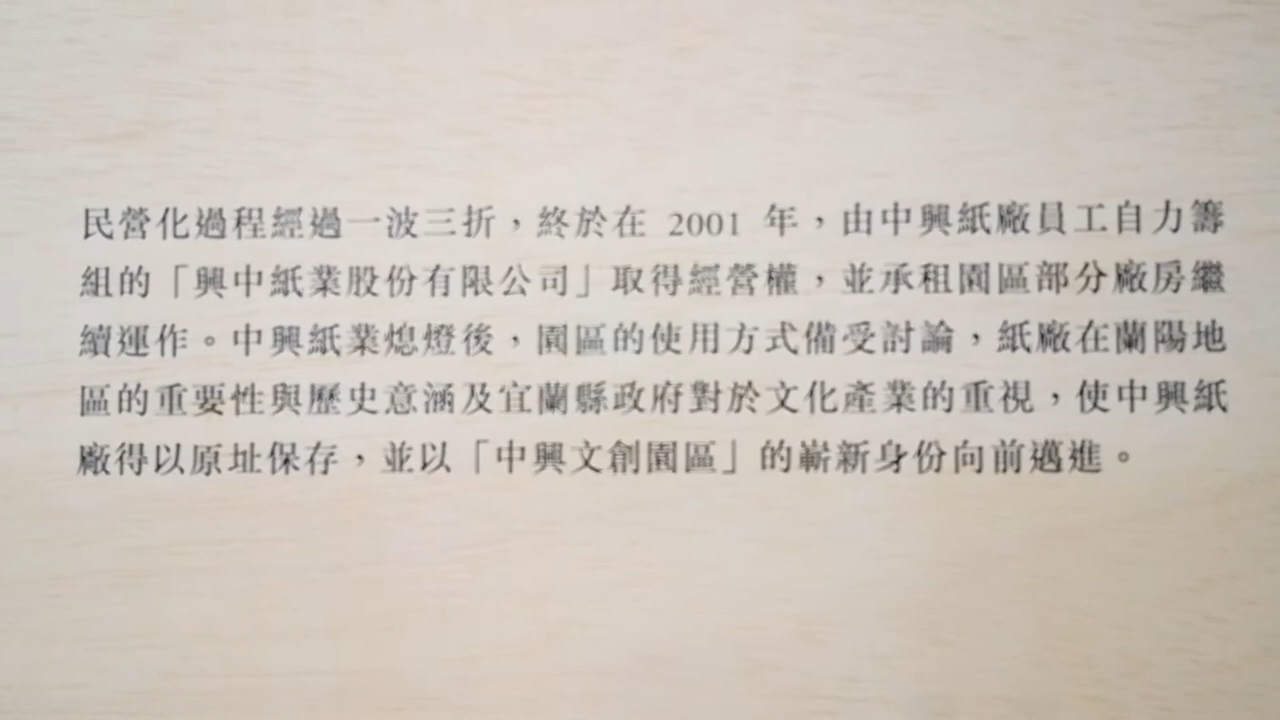 民營化過程經過一波三折，終於在 2001 年，由中興紙廠員工自力籌
組的「興中紙業股份有限公司」取得經營權，並承租園區部分廠房繼
續運作。中興紙業熄燈後，園區的使用方式備受討論，紙廠在蘭陽地
區的重要性與歷史意涵及宜蘭縣政府對於文化產業的重視，使中興紙
廠得以原址保存，並以「中興文創園區」的嶄新身份向前邁進。